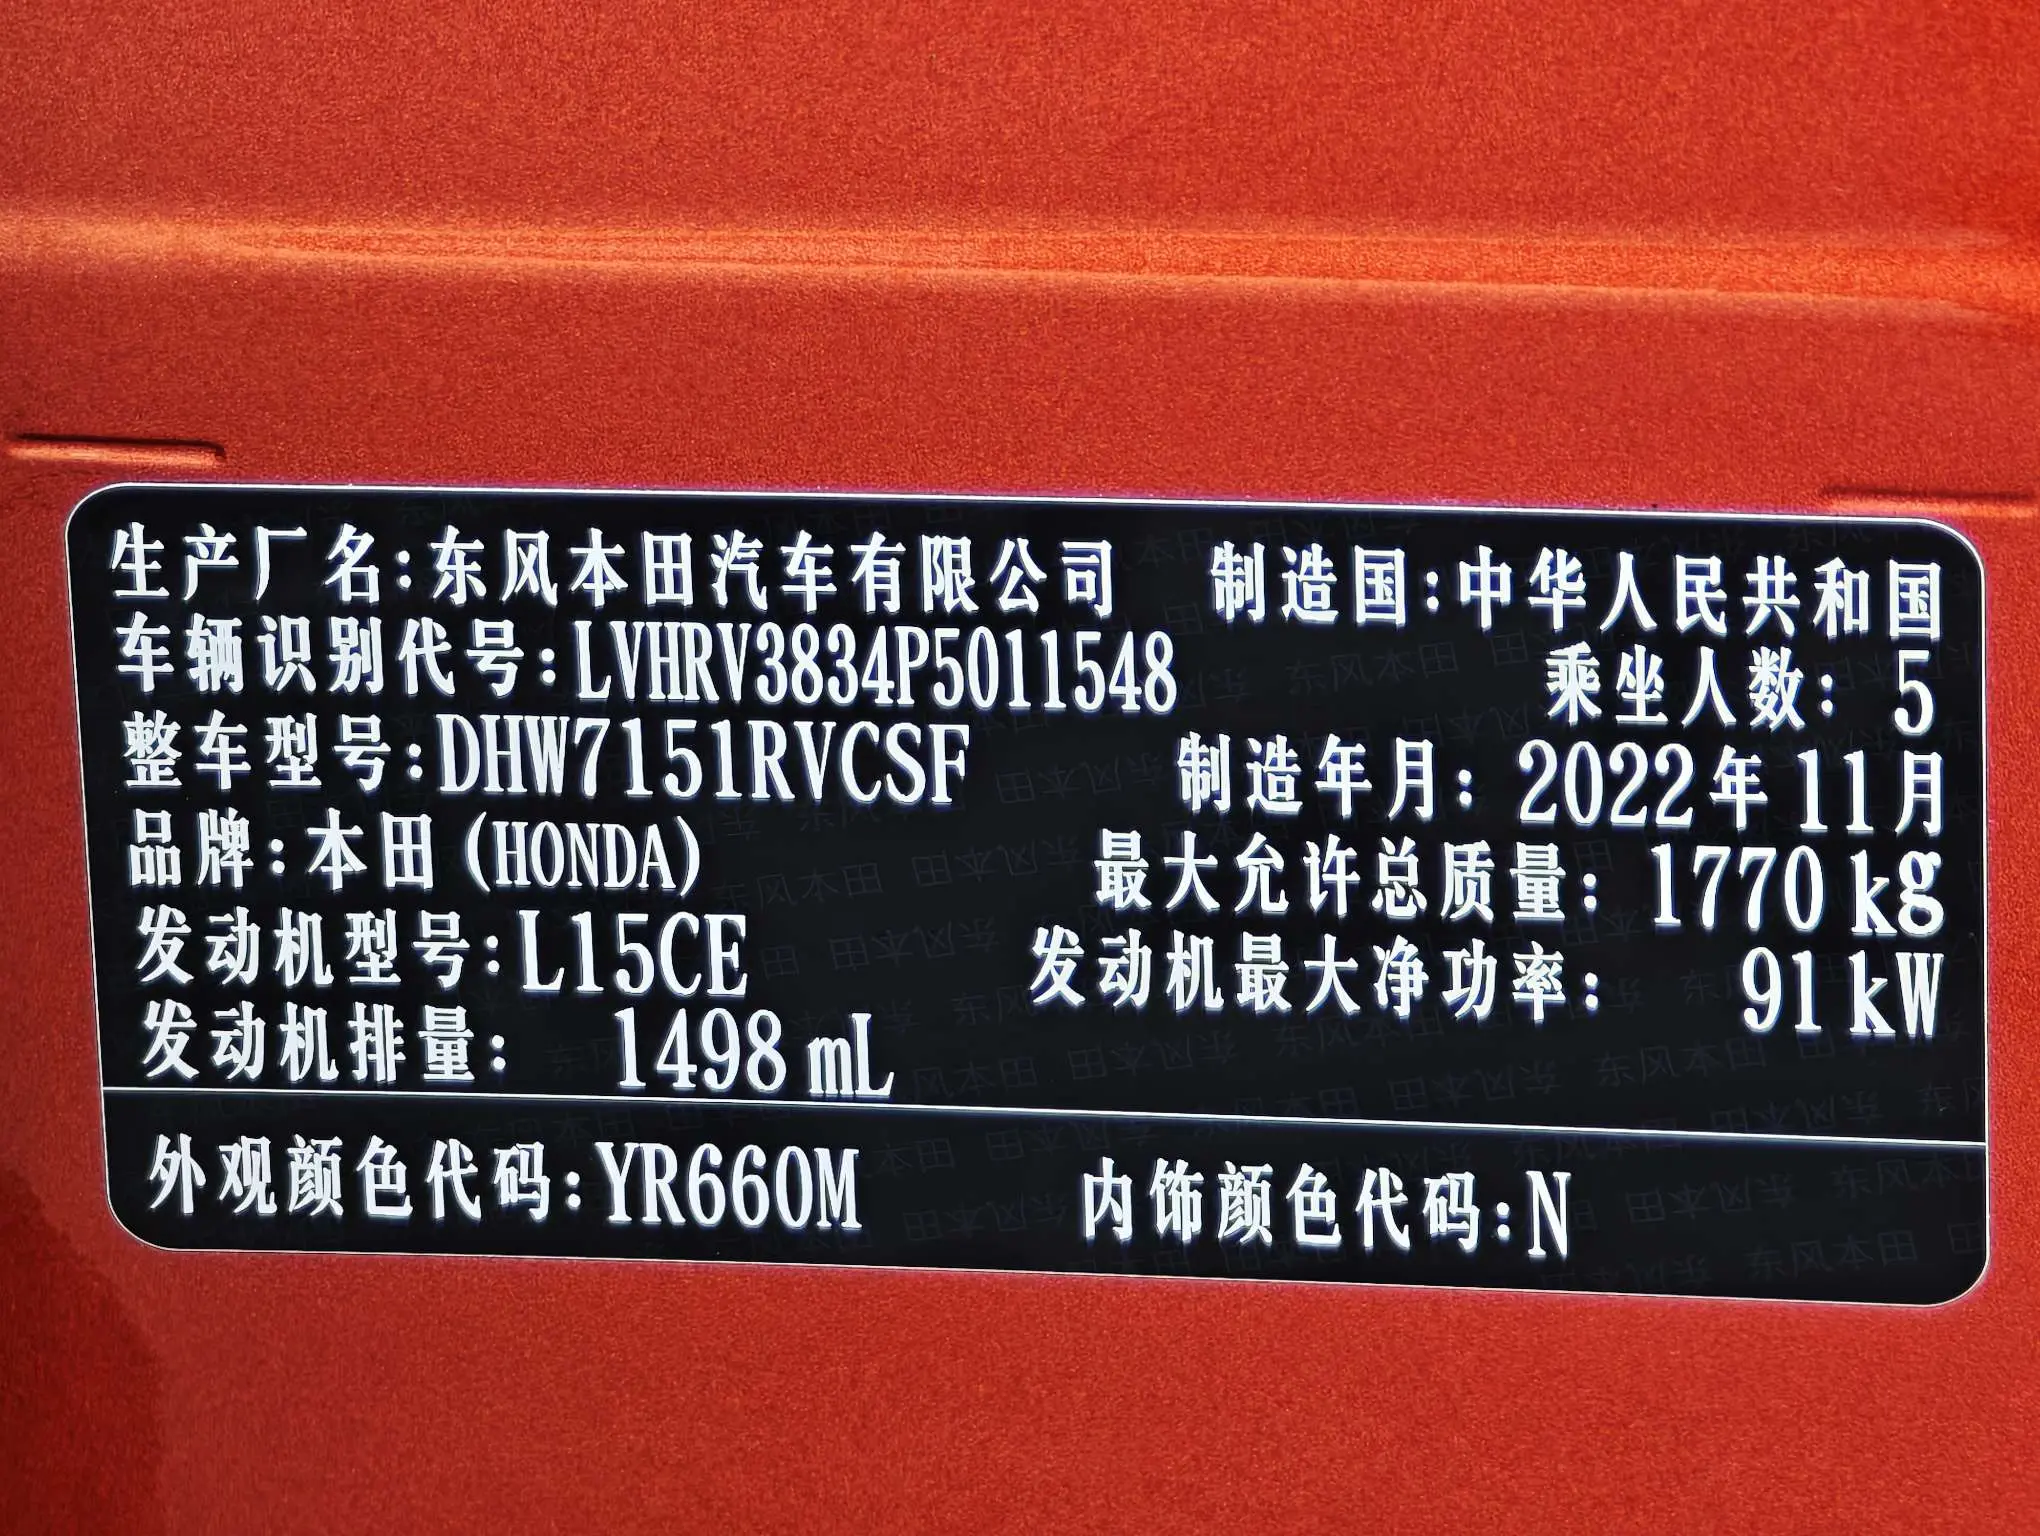 生产厂名:东风本田汽车有限公司 制造国:中华人民共和国
车辆识别代号:LVHRV3834P5011548 乘坐人数: 5
整车型号:DHW7151RVCSF 制造年月: 2022年11月
品牌:本田(HONDA) 最大允许总质量: 1770 kg
发动机型号:L15CE 发动机最大净功率: 91 kW
发动机排量: 1498 mL
外观颜色代码:YR660M 内饰颜色代码:N